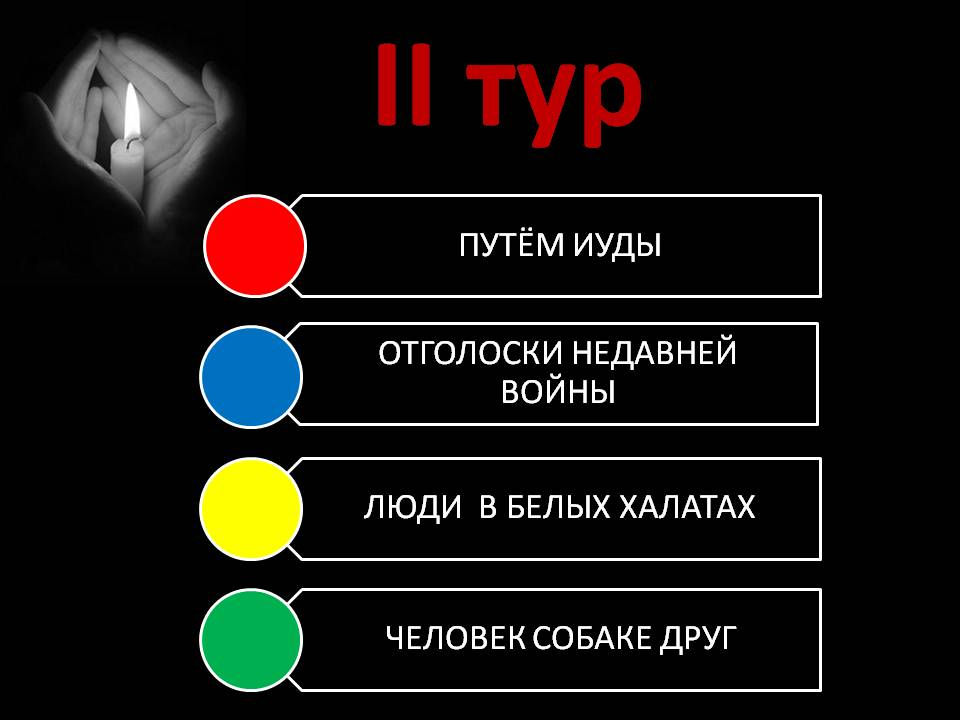 II тур
ПУТЁМ ИУДЫ
ОТГОЛОСКИ НЕДАВНЕЙ
ВОЙНЫ
ЛЮДИ В БЕЛЫХ ХАЛАТАХ
ЧЕЛОВЕК СОБАКЕ ДРУГ